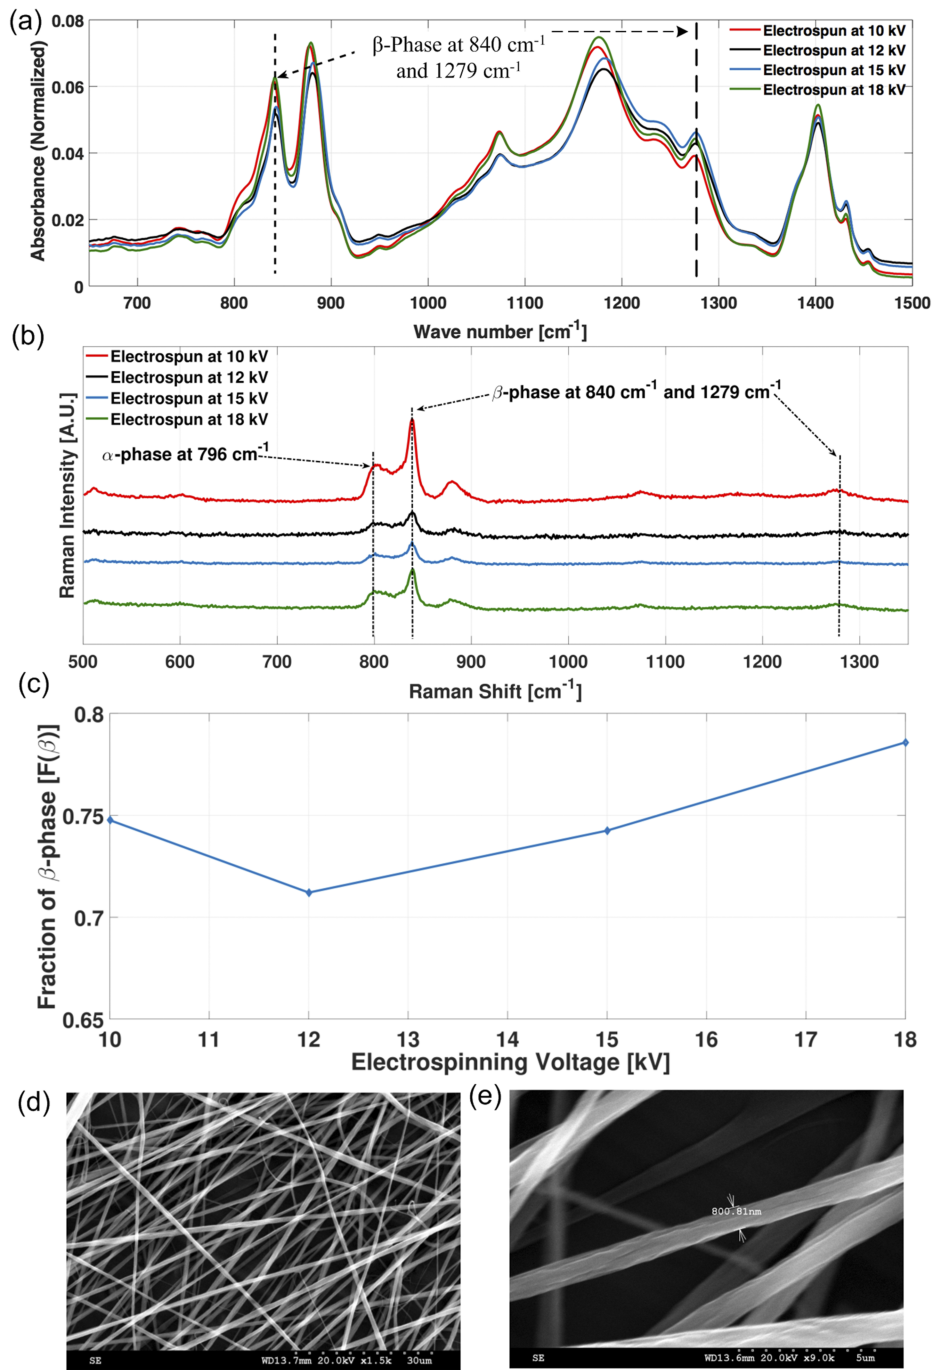 (a)
0.08
0.06
0.04
0.02
0
Absorbance (Normalized)
β-Phase at 840 cm-1
and 1279 cm-1
Electrospun at 10 kV
Electrospun at 12 kV
Electrospun at 15 kV
Electrospun at 18 kV
700 800 900 1000 1100 1200 1300 1400 1500
Wave number [cm-1]
(b)
Electrospun at 10 kV
Electrospun at 12 kV
Electrospun at 15 kV
Electrospun at 18 kV
β-phase at 840 cm-1 and 1279 cm-1
α-phase at 796 cm-1
Raman Intensity [A.U.]
500 600 700 800 900 1000 1100 1200 1300
Raman Shift [cm-1]
(c)
0.8
0.75
0.7
0.65
Fraction of β-phase [F(β)]
10 11 12 13 14 15 16 17 18
Electrospinning Voltage [kV]
(d)
SE WD13.7mm 20.0kV x1.5k 30um
(e)
800.81nm
SE WD13.6mm 20.0kV x9.0k 5um